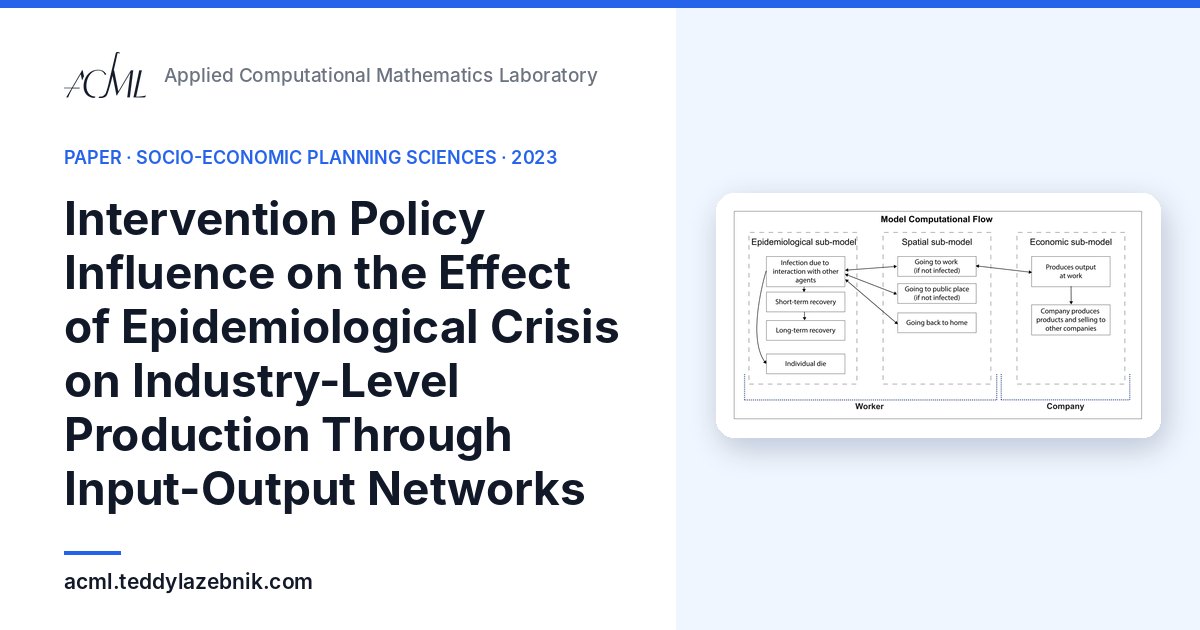 ACML
Applied Computational Mathematics Laboratory
PAPER · SOCIO-ECONOMIC PLANNING SCIENCES · 2023
Intervention Policy
Influence on the Effect
of Epidemiological Crisis
on Industry-Level
Production Through
Input-Output Networks
acml.teddylazebnik.com
Model Computational Flow
Epidemiological sub-model
Infection due to
interaction with other
agents
Short-term recovery
Long-term recovery
Individual die
Spatial sub-model
Going to work
(if not infected)
Going to public place
(if not infected)
Going back to home
Economic sub-model
Produces output
at work
Company produces
products and selling to
other companies
Worker
Company